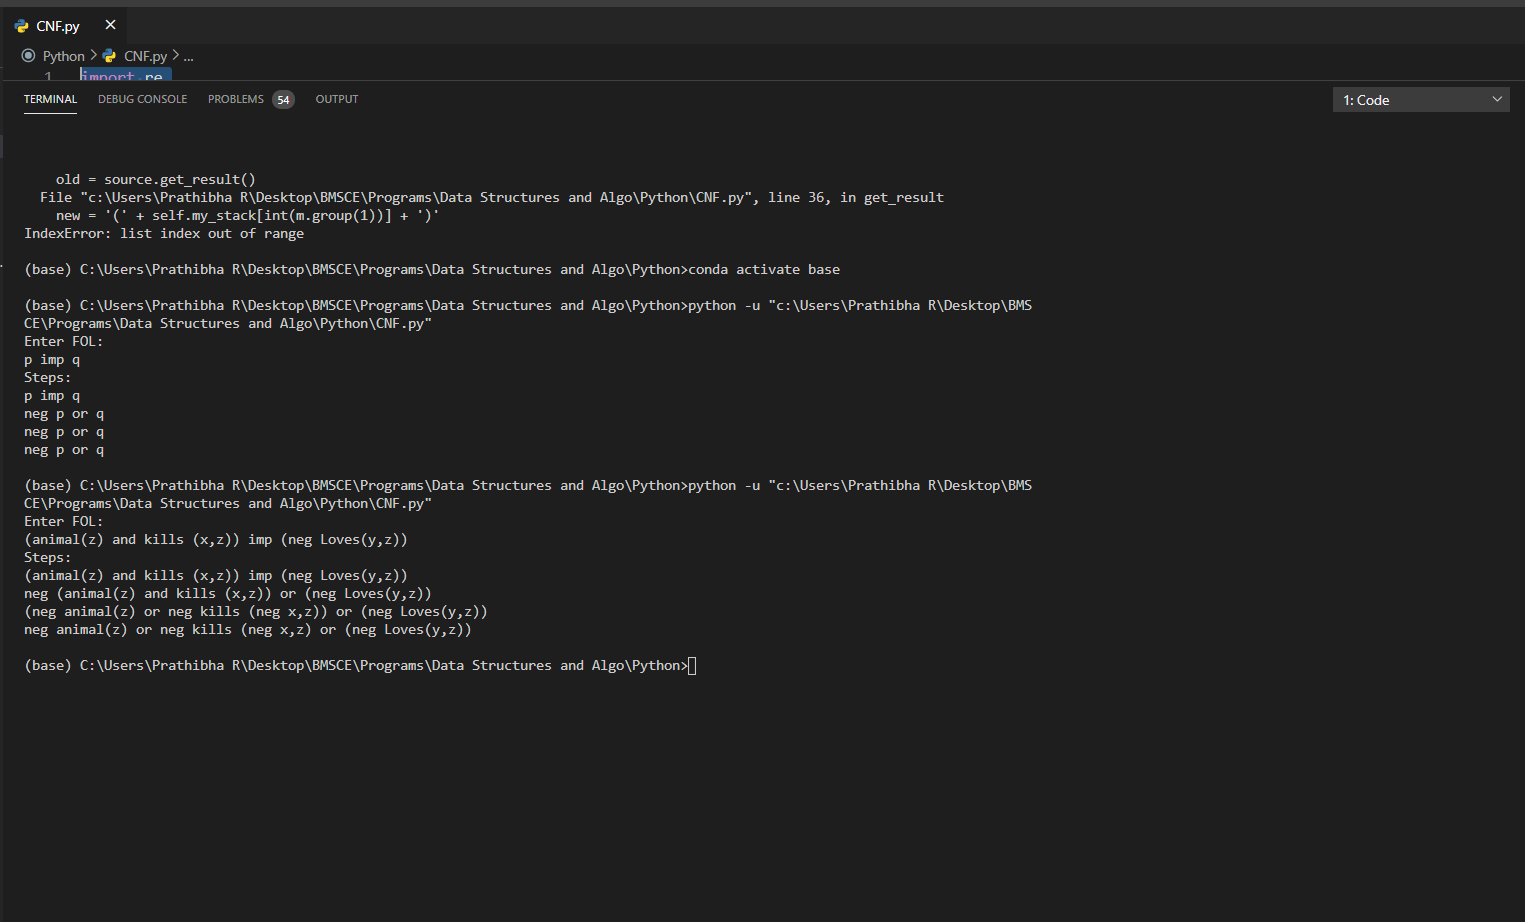 CNF.py
Python > CNF.py > ...
1 import re
TERMINAL DEBUG CONSOLE PROBLEMS 54 OUTPUT 1: Code
old = source.get_result()
File "c:\Users\Prathibha R\Desktop\BMSCE\Programs\Data Structures and Algo\Python\CNF.py", line 36, in get_result
new = '(' + self.my_stack[int(m.group(1))] + ')'
IndexError: list index out of range
(base) C:\Users\Prathibha R\Desktop\BMSCE\Programs\Data Structures and Algo\Python>conda activate base
(base) C:\Users\Prathibha R\Desktop\BMSCE\Programs\Data Structures and Algo\Python>python -u "c:\Users\Prathibha R\Desktop\BMS
CE\Programs\Data Structures and Algo\Python\CNF.py"
Enter FOL:
p imp q
Steps:
p imp q
neg p or q
neg p or q
neg p or q
(base) C:\Users\Prathibha R\Desktop\BMSCE\Programs\Data Structures and Algo\Python>python -u "c:\Users\Prathibha R\Desktop\BMS
CE\Programs\Data Structures and Algo\Python\CNF.py"
Enter FOL:
(animal(z) and kills (x,z)) imp (neg Loves(y,z))
Steps:
(animal(z) and kills (x,z)) imp (neg Loves(y,z))
neg (animal(z) and kills (x,z)) or (neg Loves(y,z))
(neg animal(z) or neg kills (neg x,z)) or (neg Loves(y,z))
neg animal(z) or neg kills (neg x,z) or (neg Loves(y,z))
(base) C:\Users\Prathibha R\Desktop\BMSCE\Programs\Data Structures and Algo\Python>